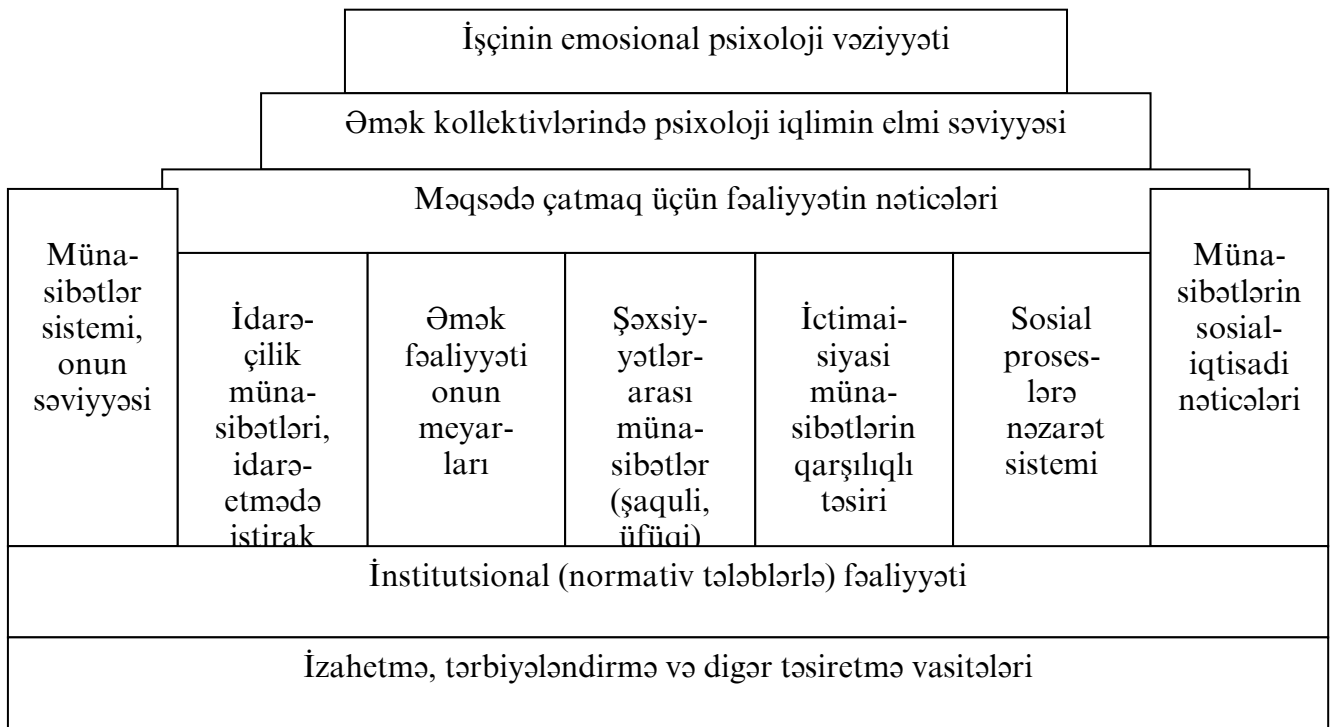 İşçinin emosional psixoloji vəziyyəti
Əmək kollektivlərində psixoloji iqlimin elmi səviyyəsi
Məqsədə çatmaq üçün fəaliyyətin nəticələri
Müna-
sibətlər
sistemi,
onun
səviyyəsi
İdarə-
çilik
müna-
sibətləri,
idarə-
etmədə
istirak
Əmək
fəaliyyəti
onun
meyar-
ları
Şəxsiy-
yətlər-
arası
müna-
sibətlər
(şaquli,
üfüqi)
İctimai-
siyasi
müna-
sibətlərin
qarşılıqlı
təsiri
Sosial
proses-
lərə
nəzarət
sistemi
Müna-
sibətlərin
sosial-
iqtisadi
nəticələri
İnstitutsional (normativ tələblərlə) fəaliyyəti
İzahetmə, tərbiyələndirmə və digər təsiretmə vasitələri